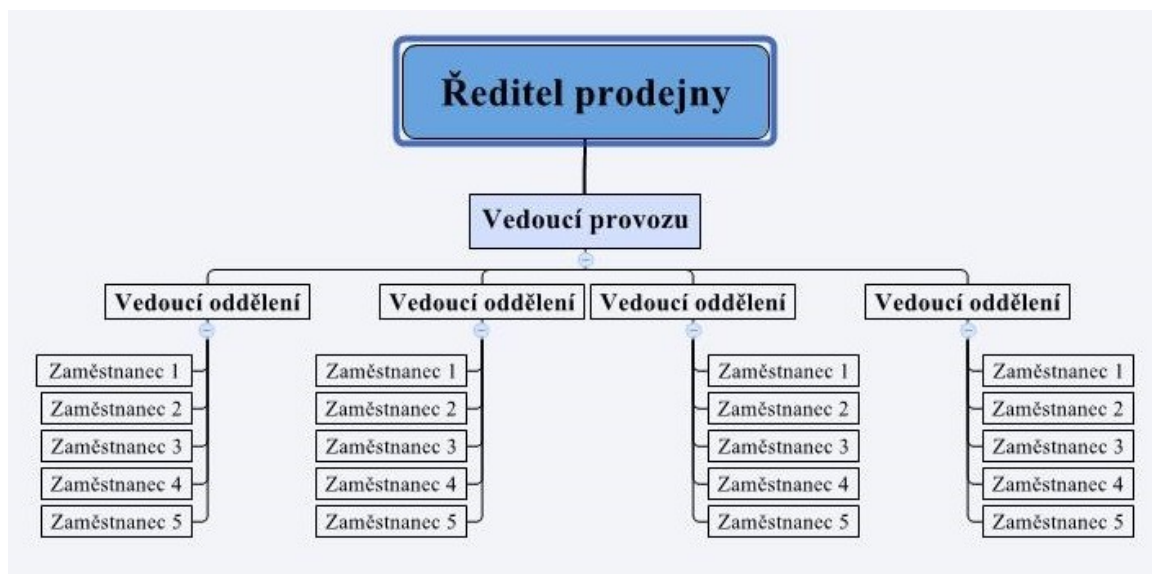 Ředitel prodejny
Vedoucí provozu
Vedoucí oddělení Vedoucí oddělení Vedoucí oddělení Vedoucí oddělení
Zaměstnanec 1 Zaměstnanec 1 Zaměstnanec 1 Zaměstnanec 1
Zaměstnanec 2 Zaměstnanec 2 Zaměstnanec 2 Zaměstnanec 2
Zaměstnanec 3 Zaměstnanec 3 Zaměstnanec 3 Zaměstnanec 3
Zaměstnanec 4 Zaměstnanec 4 Zaměstnanec 4 Zaměstnanec 4
Zaměstnanec 5 Zaměstnanec 5 Zaměstnanec 5 Zaměstnanec 5